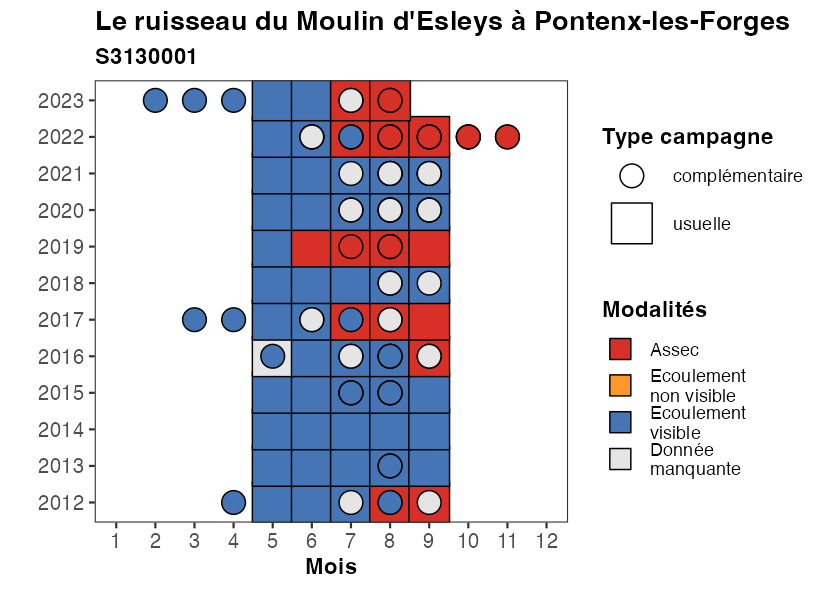 Le ruisseau du Moulin d'Esleys à Pontenx-les-Forges
S3130001
2023
2022
2021
2020
2019
2018
2017
2016
2015
2014
2013
2012
1 2 3 4 5 6 7 8 9 10 11 12
Mois
Type campagne
complémentaire
usuelle
Modalités
Assec
Ecoulement
non visible
Ecoulement
visible
Donnée
manquante